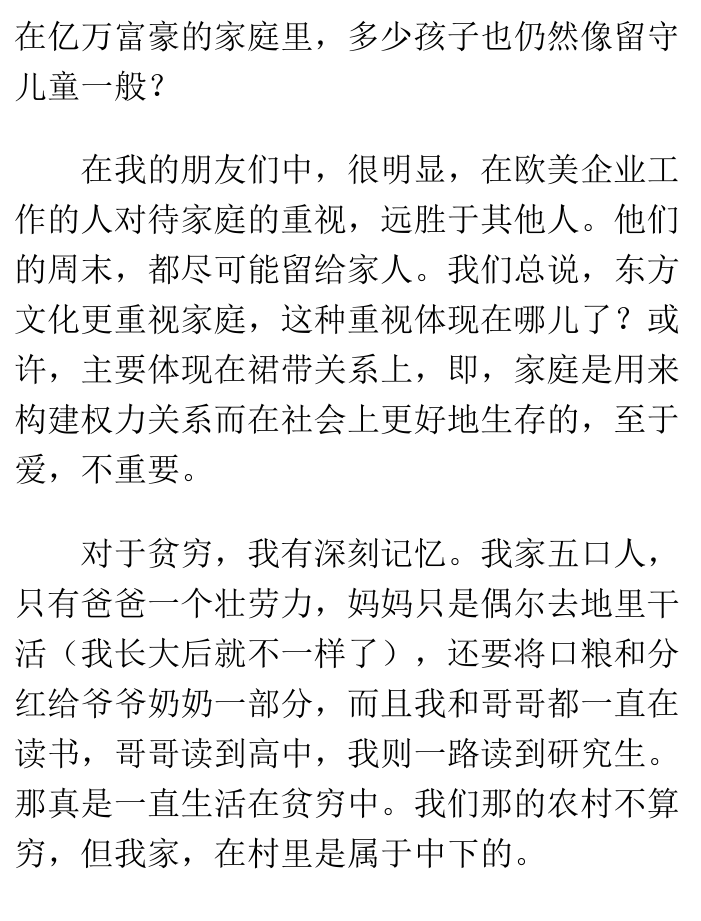 在亿万富豪的家庭里，多少孩子也仍然像留守
儿童一般？
在我的朋友们中，很明显，在欧美企业工
作的人对待家庭的重视，远胜于其他人。他们
的周末，都尽可能留给家人。我们总说，东方
文化更重视家庭，这种重视体现在哪儿了？或
许，主要体现在裙带关系上，即，家庭是用来
构建权力关系而在社会上更好地生存的，至于
爱，不重要。
对于贫穷，我有深刻记忆。我家五口人，
只有爸爸一个壮劳力，妈妈只是偶尔去地里干
活（我长大后就不一样了），还要将口粮和分
红给爷爷奶奶一部分，而且我和哥哥都一直在
读书，哥哥读到高中，我则一路读到研究生。
那真是一直生活在贫穷中。我们那的农村不算
穷，但我家，在村里是属于中下的。